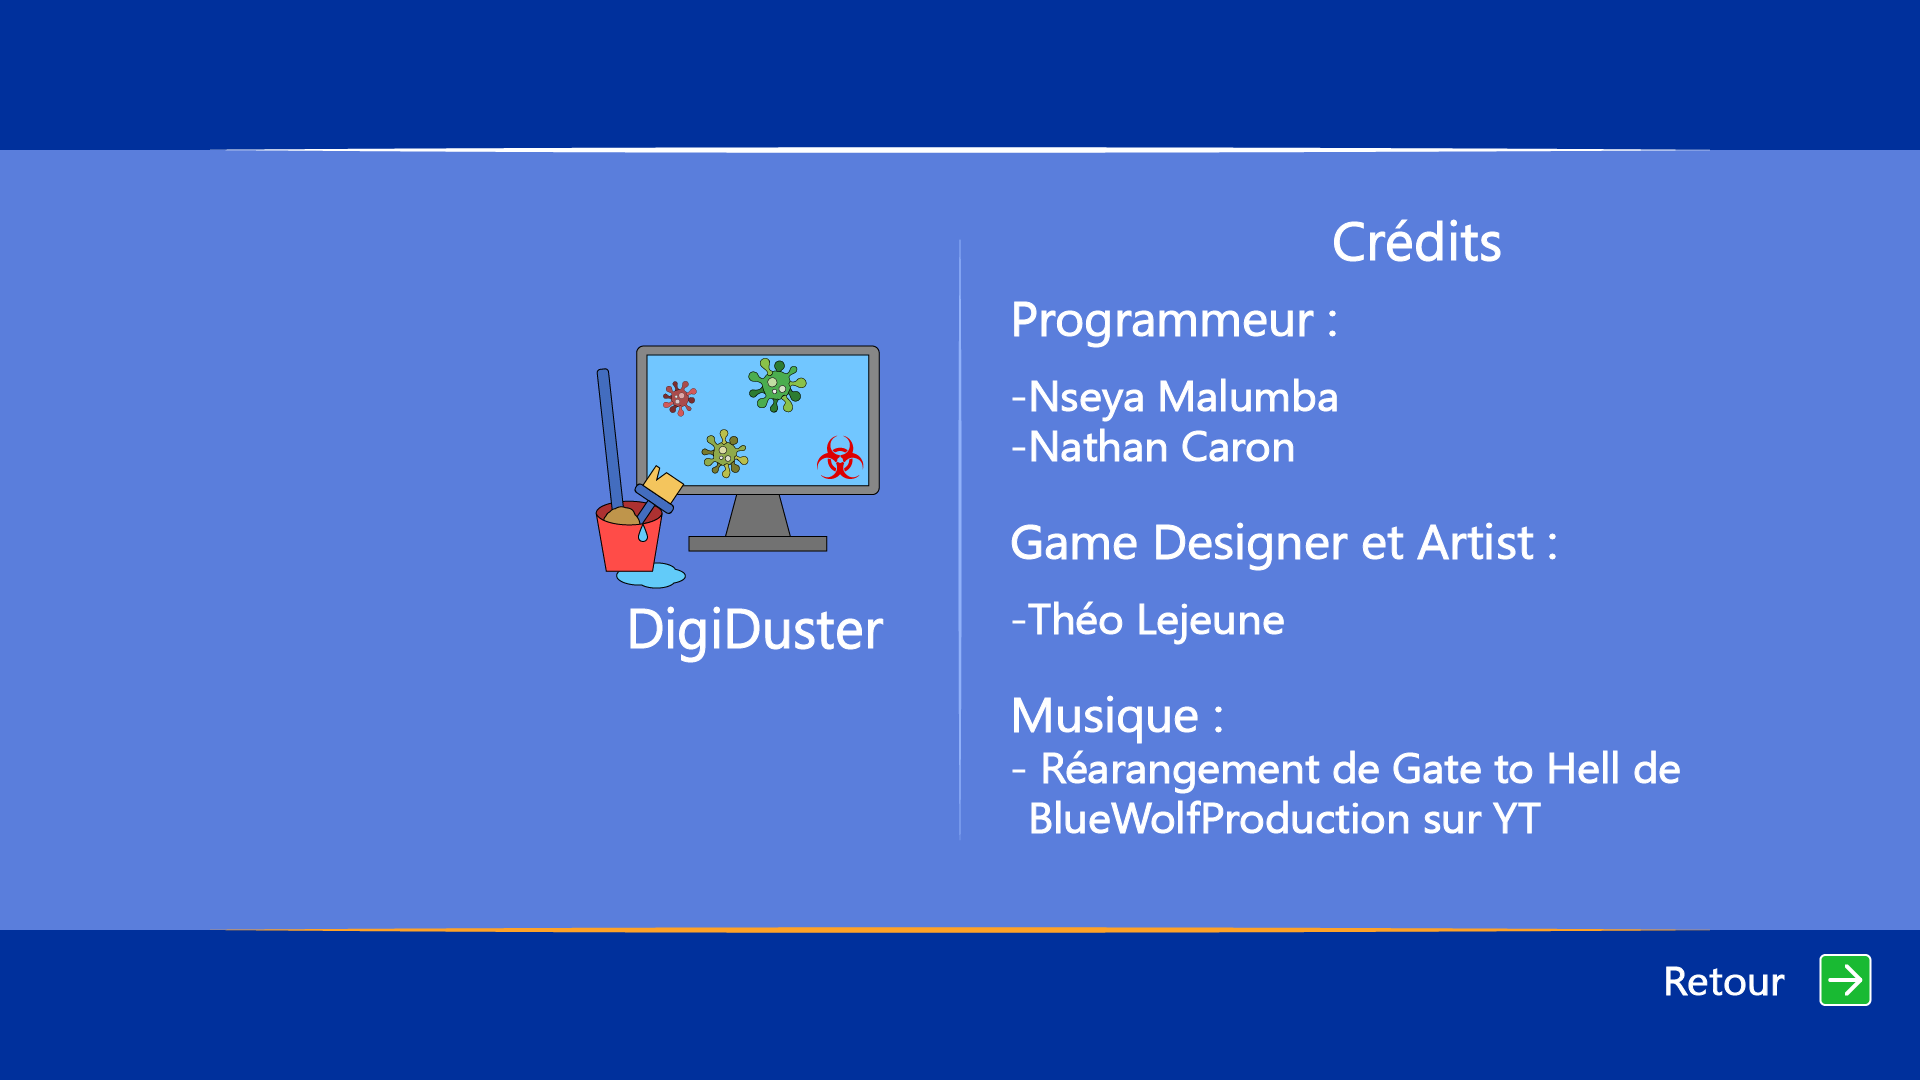 DigiDuster
Crédits
Programmeur :
-Nseya Malumba
-Nathan Caron
Game Designer et Artist :
-Théo Lejeune
Musique :
- Réarangement de Gate to Hell de
BlueWolfProduction sur YT
Retour